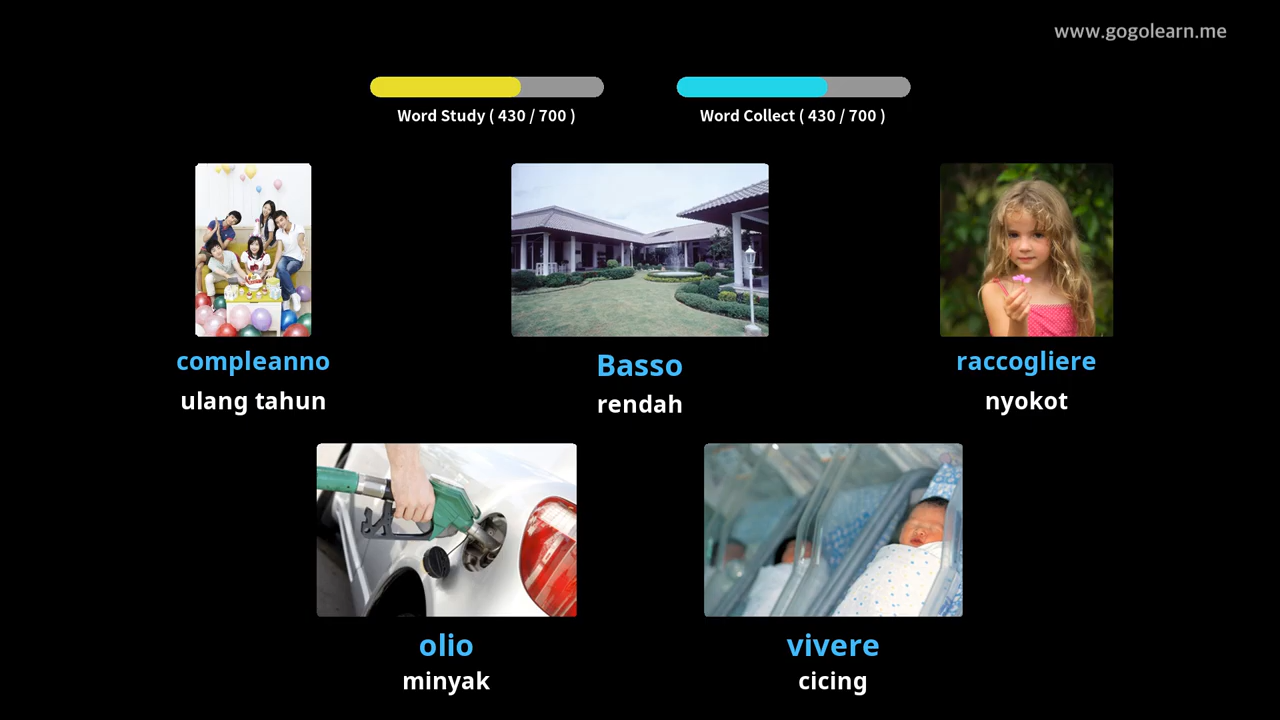 www.gogolearn.me
Word Study ( 430 / 700 )
Word Collect ( 430 / 700 )
compleanno
ulang tahun
Basso
rendah
raccogliere
nyokot
olio
minyak
vivere
cicing